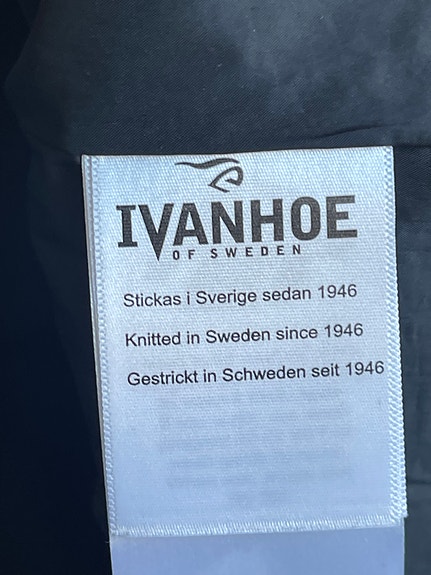 IVANHOE
OF SWEDEN
Stickas i Sverige sedan 1946
Knitted in Sweden since 1946
Gestrickt in Schweden seit 1946